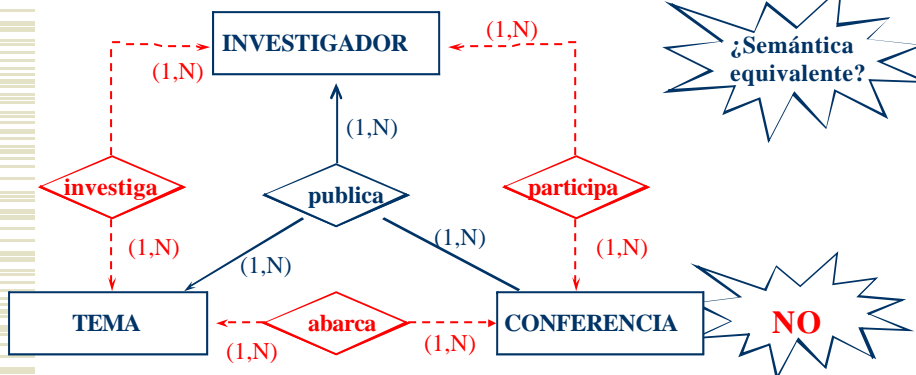 ¿Semántica
equivalente?
INVESTIGADOR
(1,N)
(1,N)
(1,N)
investiga
publica
participa
(1,N)
(1,N)
(1,N)
(1,N)
TEMA
abarca
CONFERENCIA
(1,N)
(1,N)
NO